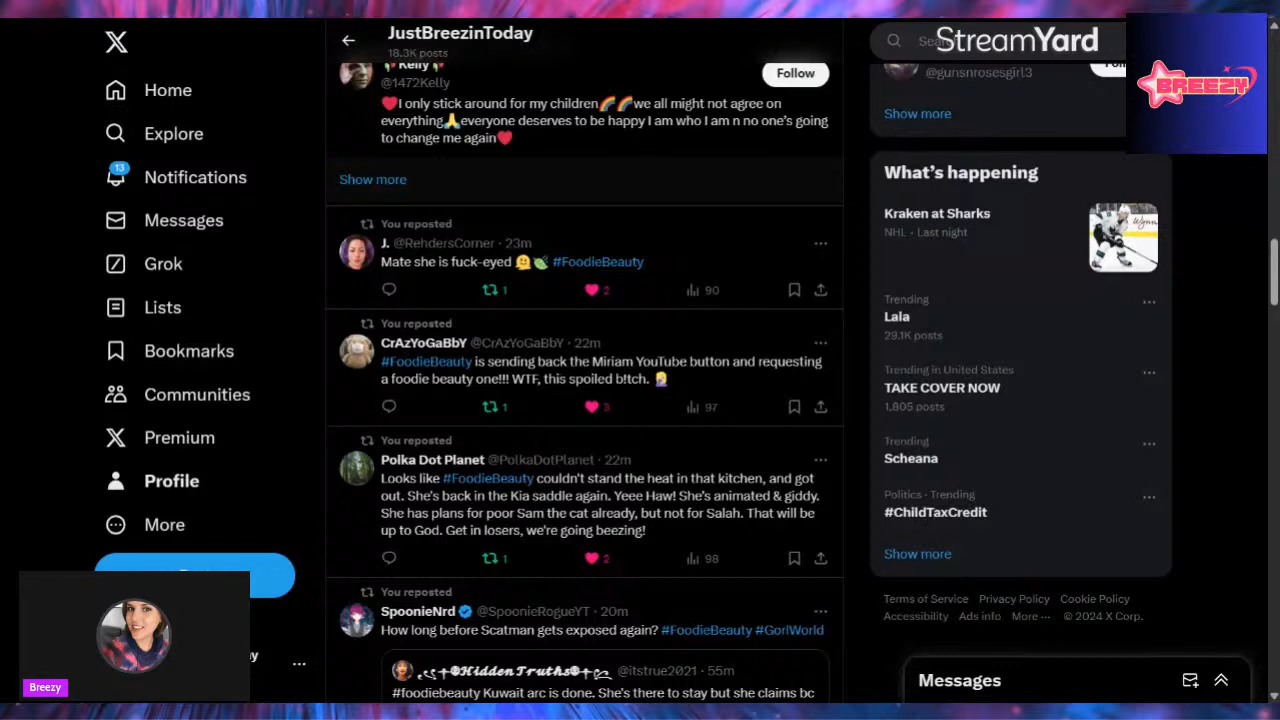 JustBreezinToday
18.3K posts
Home
Explore
13
Notifications
Messages
Grok
Lists
Bookmarks
Communities
Premium
Profile
More
Breezy
Kelly
@1472Kelly
Follow
❤️I only stick around for my children🌈🌈we all might not agree on
everything🙏everyone deserves to be happy I am who I am n no one's going
to change me again❤️
Show more
You reposted
J. @RehdersCorner · 23m
Mate she is fuck-eyed 🫠🍃 #FoodieBeauty
1
2
90
You reposted
CrAzYoGaBbY @CrAzYoGaBbY · 22m
#FoodieBeauty is sending back the Miriam YouTube button and requesting
a foodie beauty one!!! WTF, this spoiled b!tch. 🤦🏼‍♀️
1
3
97
You reposted
Polka Dot Planet @PolkaDotPlanet · 22m
Looks like #FoodieBeauty couldn't stand the heat in that kitchen, and got
out. She's back in the Kia saddle again. Yeee Haw! She's animated & giddy.
She has plans for poor Sam the cat already, but not for Salah. That will be
up to God. Get in losers, we're going beezing!
1
2
98
You reposted
SpoonieNrd @SpoonieRogueYT · 20m
How long before Scatman gets exposed again? #FoodieBeauty #GorlWorld
HiddenTruths @itstrue2021 · 55m
#foodiebeauty Kuwait arc is done. She's there to stay but she claims bc
StreamYard
BREEZY
@gunsnrosesgirl3
Show more
What's happening
Kraken at Sharks
NHL · Last night
Trending
Lala
29.1K posts
Trending in United States
TAKE COVER NOW
1,805 posts
Trending
Scheana
Politics · Trending
#ChildTaxCredit
Show more
Terms of Service Privacy Policy Cookie Policy
Accessibility Ads info More ··· © 2024 X Corp.
Messages